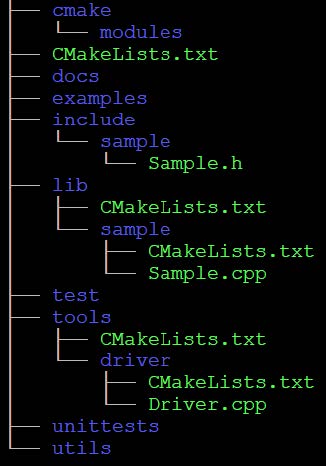 ├── cmake
│   └── modules
├── CMakeLists.txt
├── docs
├── examples
├── include
│   └── sample
│       └── Sample.h
├── lib
│   ├── CMakeLists.txt
│   └── sample
│       ├── CMakeLists.txt
│       └── Sample.cpp
├── test
├── tools
│   ├── CMakeLists.txt
│   └── driver
│       ├── CMakeLists.txt
│       └── Driver.cpp
├── unittests
└── utils